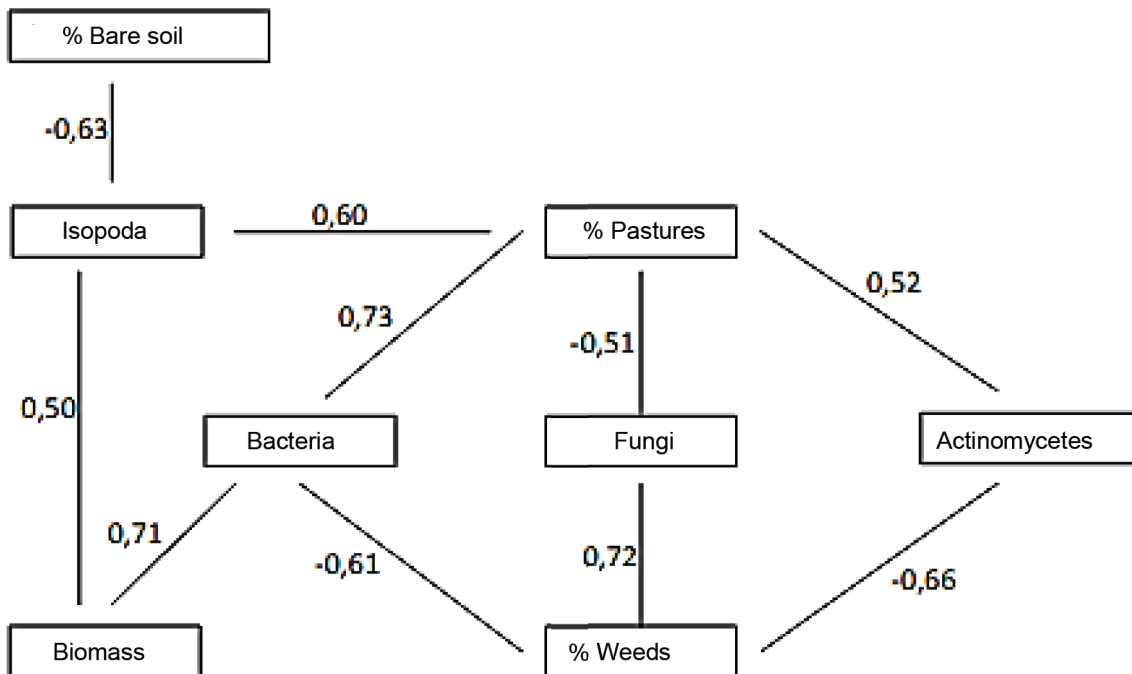 % Bare soil
-0,63
Isopoda
0,60
% Pastures
0,52
0,73
-0,51
0,50
Bacteria
Fungi
Actinomycetes
0,71
-0,61
0,72
-0,66
Biomass
% Weeds